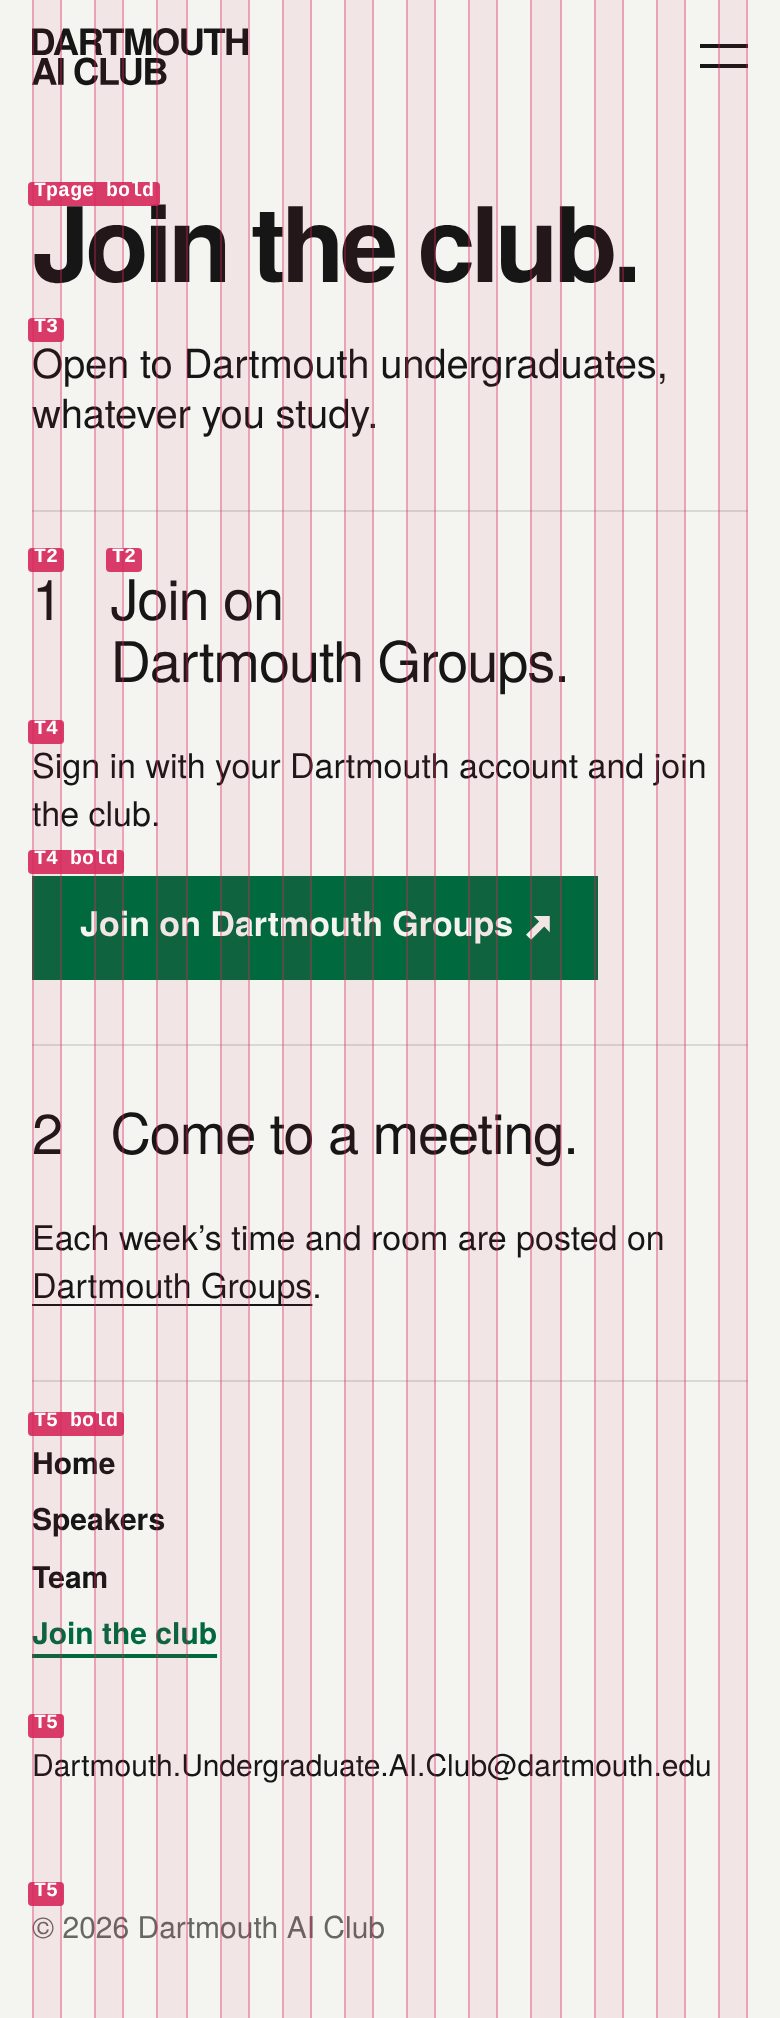 DARTMOUTH
AI CLUB
Tpage bold
Join the club.
T3
Open to Dartmouth undergraduates,
whatever you study.
T2 T2
1 Join on
Dartmouth Groups.
T4
Sign in with your Dartmouth account and join
the club.
T4 bold
Join on Dartmouth Groups ↗
2 Come to a meeting.
Each week’s time and room are posted on
Dartmouth Groups.
T5 bold
Home
Speakers
Team
Join the club
T5
Dartmouth.Undergraduate.AI.Club@dartmouth.edu
T5
© 2026 Dartmouth AI Club